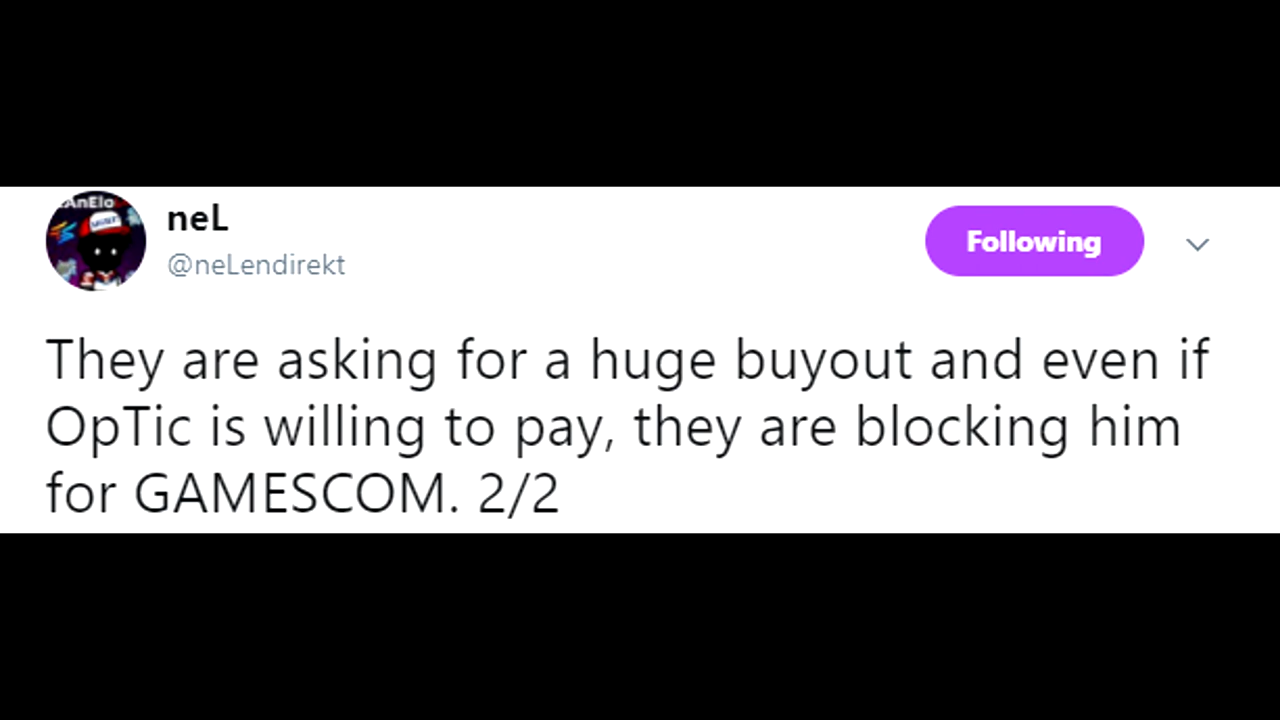 AnElo
neL
@neLendirekt
Following
They are asking for a huge buyout and even if
OpTic is willing to pay, they are blocking him
for GAMESCOM. 2/2